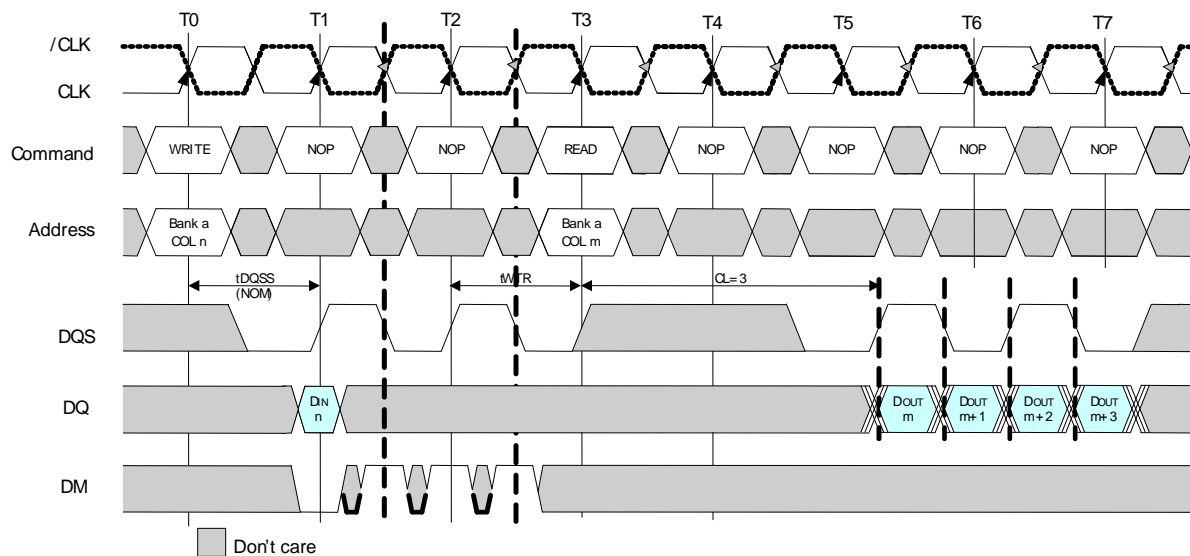 T0 T1 T2 T3 T4 T5 T6 T7
/CLK
CLK
Command WRITE NOP NOP READ NOP NOP NOP NOP
Address Bank a COL n Bank a COL m
tDQSS (NOM) tWTR CL= 3
DQS
DQ DIN n DOUT m DOUT m+1 DOUT m+2 DOUT m+3
DM
Don't care